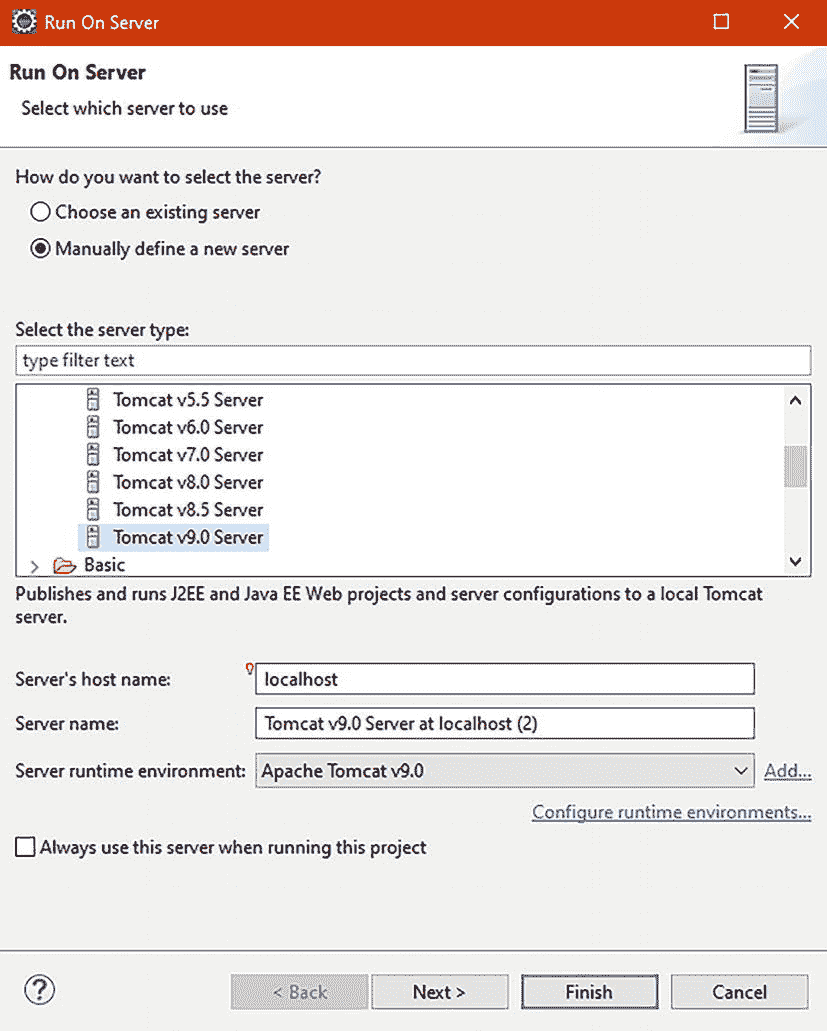 Run On Server
Run On Server
Select which server to use
How do you want to select the server?
Choose an existing server
Manually define a new server
Select the server type:
type filter text
Tomcat v5.5 Server
Tomcat v6.0 Server
Tomcat v7.0 Server
Tomcat v8.0 Server
Tomcat v8.5 Server
Tomcat v9.0 Server
Basic
Publishes and runs J2EE and Java EE Web projects and server configurations to a local Tomcat
server.
Server's host name: localhost
Server name: Tomcat v9.0 Server at localhost (2)
Server runtime environment: Apache Tomcat v9.0 Add...
Configure runtime environments...
Always use this server when running this project
? < Back Next > Finish Cancel